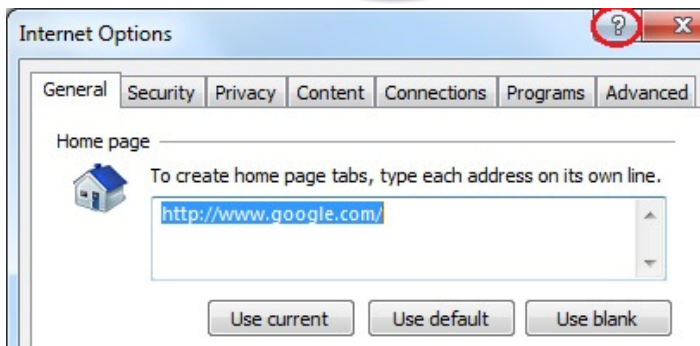 Internet Options
?
General Security Privacy Content Connections Programs Advanced
Home page
To create home page tabs, type each address on its own line.
http://www.google.com/
Use current Use default Use blank